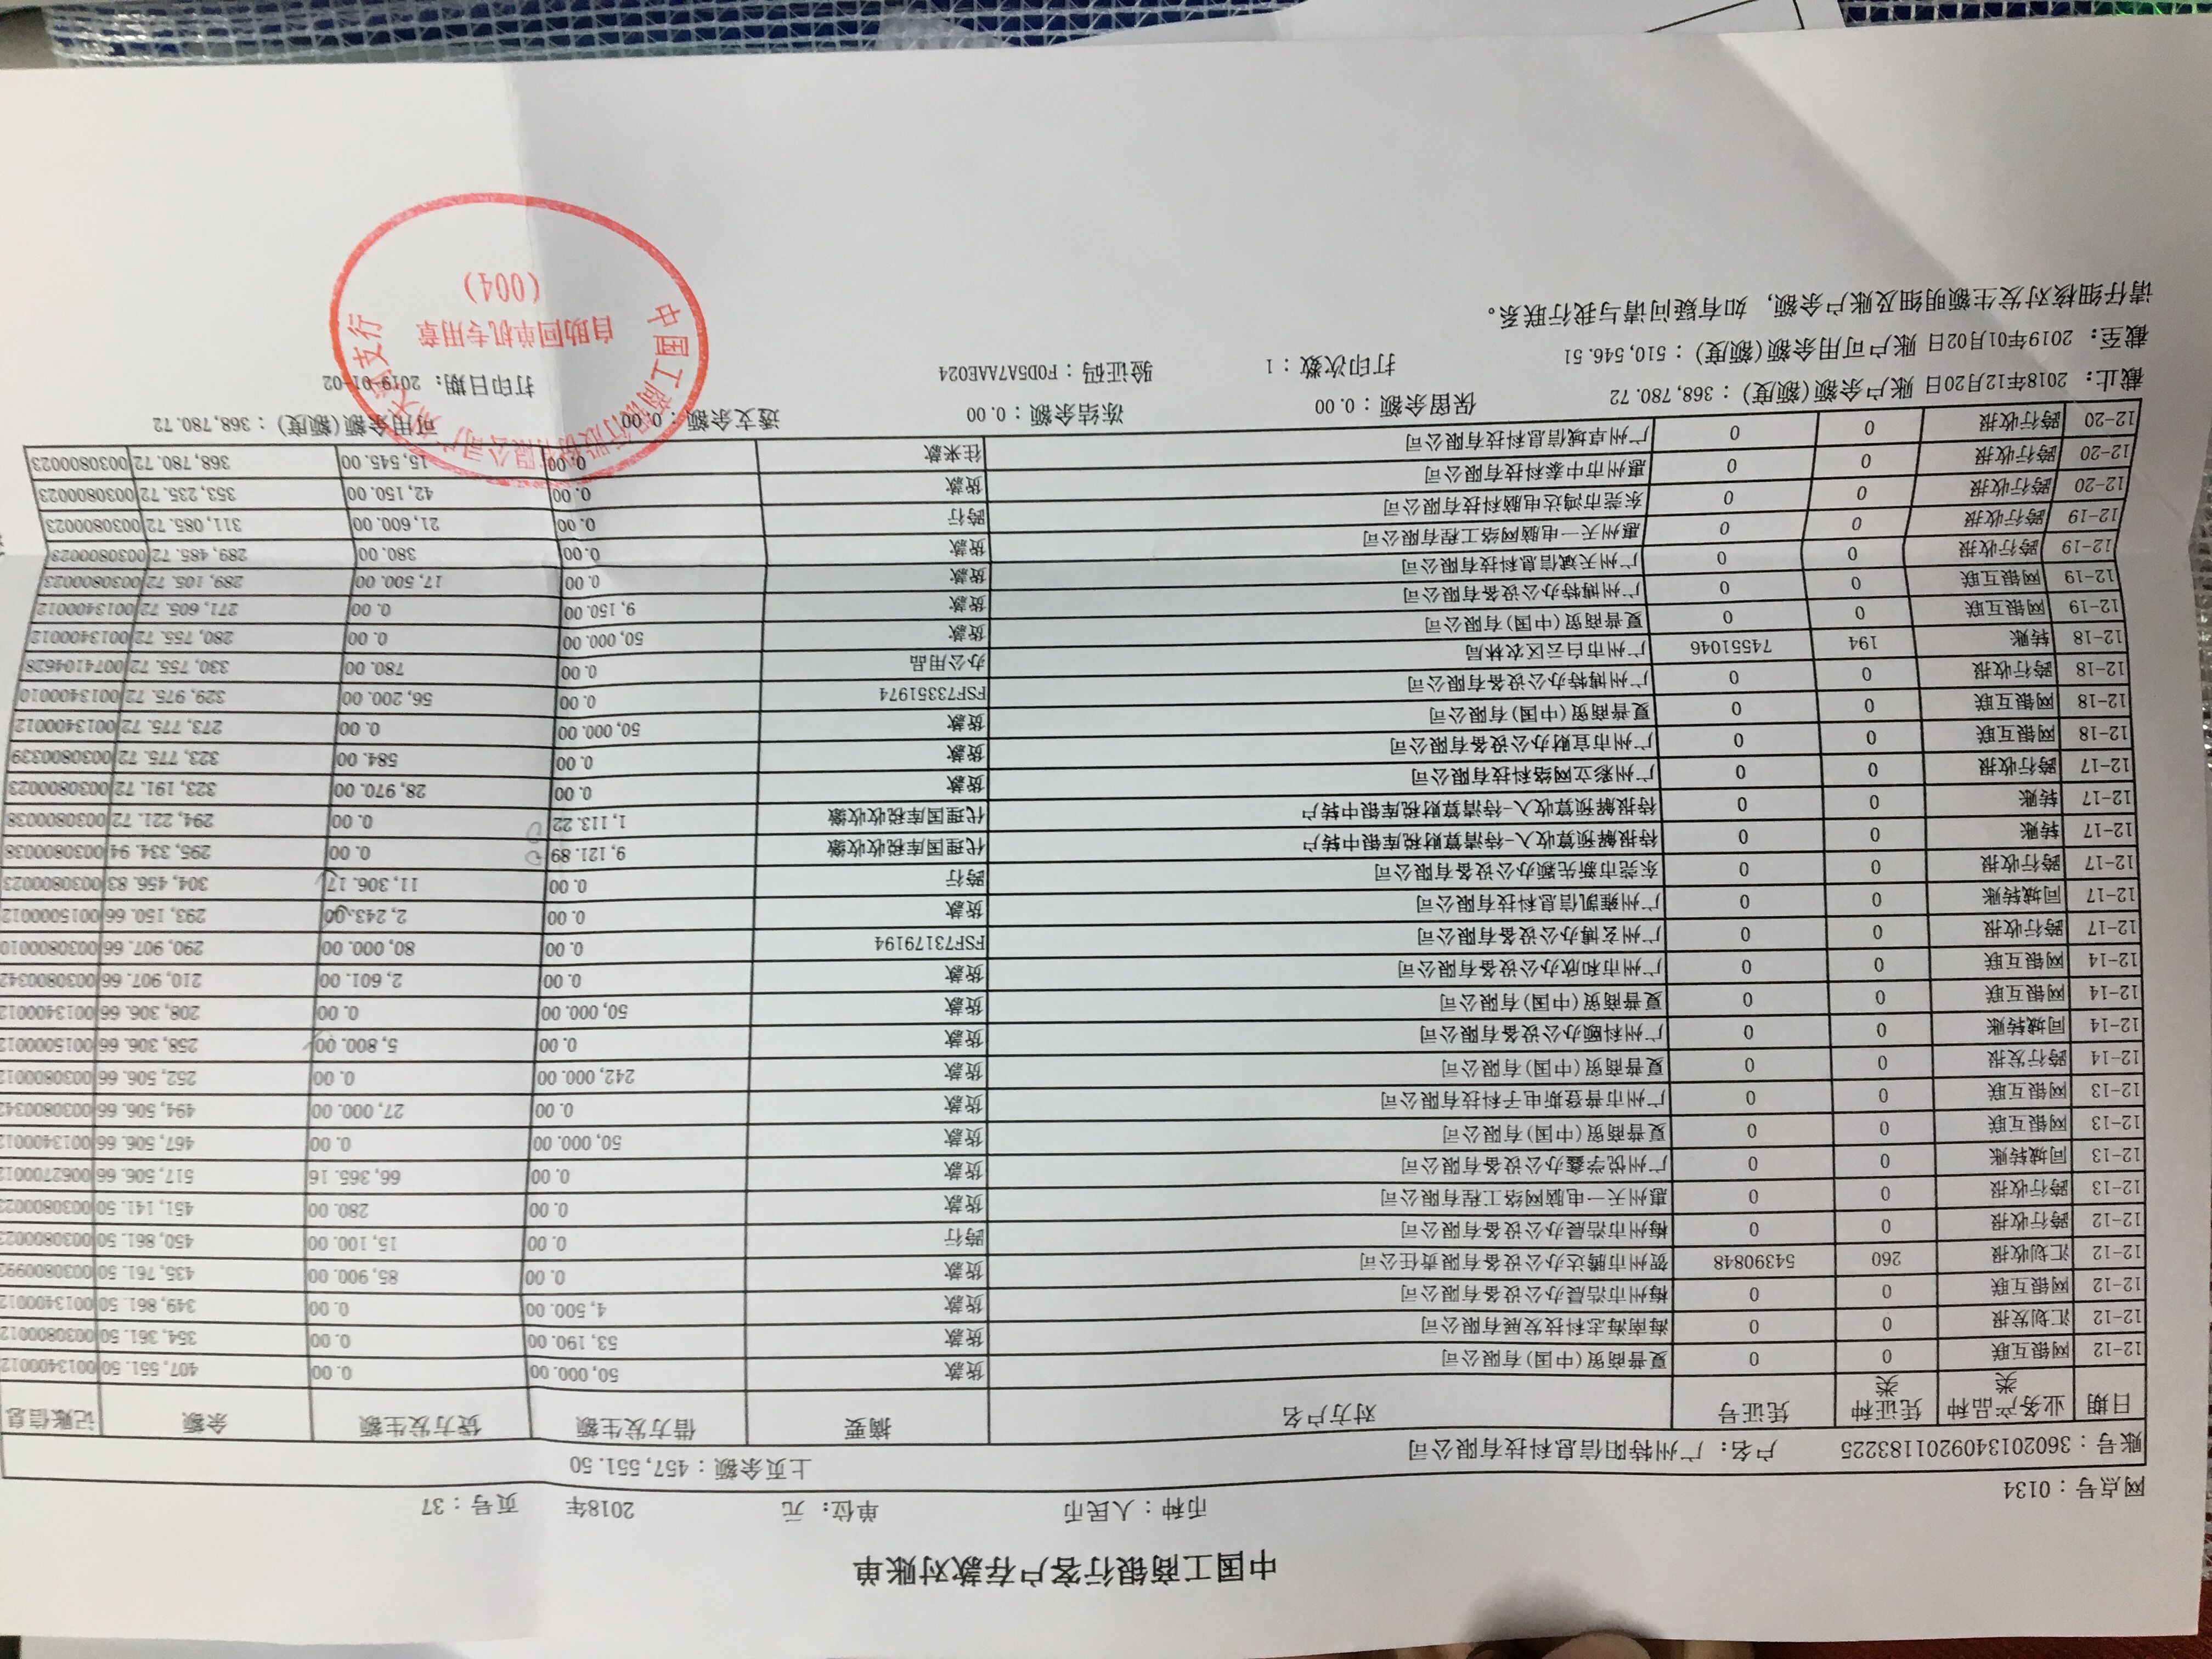 中国工商银行客户存款对账单
网点号：0134 币种：人民币 单位：元 2018年 页号：37
账号：3602013409201183225 户名：广州特阳信息科技有限公司 上页余额：457,551.50
日期 业务产品种类 凭证种类 凭证号 对方户名 摘要 借方发生额 贷方发生额 余额 记账信息
12-12 网银互联 0 0 夏普商贸(中国)有限公司 货款 50,000.00 0.00 407,551.50 0013400012
12-12 汇划发报 0 0 海南海志科技发展有限公司 货款 53,190.00 0.00 354,361.50 0030800012
12-12 网银互联 0 0 梅州市浩晨办公设备有限公司 货款 4,500.00 0.00 349,861.50 0013400012
12-12 汇划收报 260 54390848 贺州市腾达办公设备有限责任公司 货款 0.00 85,900.00 435,761.50 0030800992
12-12 跨行收报 0 0 梅州市浩晨办公设备有限公司 跨行 0.00 15,100.00 450,861.50 0030800023
12-13 跨行收报 0 0 惠州天一电脑网络工程有限公司 货款 0.00 280.00 451,141.50 0030800023
12-13 同城转账 0 0 广州悦学鑫办公设备有限公司 货款 0.00 66,365.16 517,506.66 0062700012
12-13 网银互联 0 0 夏普商贸(中国)有限公司 货款 50,000.00 0.00 467,506.66 0013400012
12-13 网银互联 0 0 广州市普登斯电子科技有限公司 货款 0.00 27,000.00 494,506.66 0030800342
12-14 跨行发报 0 0 夏普商贸(中国)有限公司 货款 242,000.00 0.00 252,506.66 0030800012
12-14 同城转账 0 0 广州科颐办公设备有限公司 货款 0.00 5,800.00 258,306.66 0015000012
12-14 网银互联 0 0 夏普商贸(中国)有限公司 货款 50,000.00 0.00 208,306.66 0013400012
12-14 网银互联 0 0 广州市和欣办公设备有限公司 货款 0.00 2,601.00 210,907.66 0030800342
12-17 跨行收报 0 0 广州玄博办公设备有限公司 FSF73179194 0.00 80,000.00 290,907.66 0030800010
12-17 同城转账 0 0 广州雍凯信息科技有限公司 货款 0.00 2,243.00 293,150.66 0015000012
12-17 跨行收报 0 0 东莞市新先颖办公设备有限公司 跨行 0.00 11,306.17 304,456.83 0030800023
12-17 转账 0 0 待报解预算收入-待清算财税库银中转户 代理国库税收收缴 9,121.89 0.00 295,334.94 0030800038
12-17 转账 0 0 待报解预算收入-待清算财税库银中转户 代理国库税收收缴 1,113.22 0.00 294,221.72 0030800038
12-17 跨行收报 0 0 广州彩立网络科技有限公司 货款 0.00 28,970.00 323,191.72 0030800023
12-18 网银互联 0 0 广州市宜财办公设备有限公司 货款 0.00 584.00 323,775.72 0030800339
12-18 网银互联 0 0 夏普商贸(中国)有限公司 货款 50,000.00 0.00 273,775.72 0013400012
12-18 跨行收报 0 0 广州博特办公设备有限公司 FSF73351974 0.00 56,200.00 329,975.72 0013400010
12-18 转账 194 74551046 广州市白云区农林局 办公用品 0.00 780.00 330,755.72 0074104628
12-19 网银互联 0 0 夏普商贸(中国)有限公司 货款 50,000.00 0.00 280,755.72 0013400012
12-19 网银互联 0 0 广州博特办公设备有限公司 货款 9,150.00 0.00 271,605.72 0013400012
12-19 跨行收报 0 0 广州天斌信息科技有限公司 货款 0.00 17,500.00 289,105.72 0030800023
12-19 跨行收报 0 0 惠州天一电脑网络工程有限公司 货款 0.00 380.00 289,485.72 0030800023
12-20 跨行收报 0 0 东莞市鸿达电脑科技有限公司 跨行 0.00 21,600.00 311,085.72 0030800023
12-20 跨行收报 0 0 惠州市中泰科技有限公司 货款 0.00 42,150.00 353,235.72 0030800023
12-20 跨行收报 0 0 广州卓域信息科技有限公司 往来款 0.00 15,545.00 368,780.72 0030800023
截止：2018年12月20日 账户余额(额度)：368,780.72 保留余额：0.00 冻结余额：0.00 透支余额：0.00 可用余额(额度)：368,780.72
截至：2019年01月02日 账户可用余额(额度)：510,546.51 打印次数：1 验证码：F0D5A7AAE024 打印日期：2019-01-02
请仔细核对发生额明细及账户余额, 如有疑问请与我行联系。
中国工商银行股份有限公司广州天河支行
自助回单机专用章
(004)